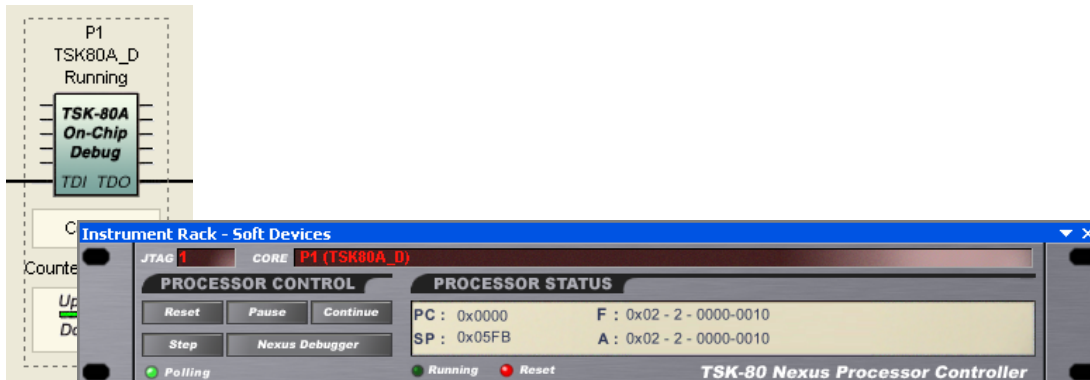 P1
TSK80A_D
Running
TSK-80A
On-Chip
Debug
TDI TDO
Instrument Rack - Soft Devices
JTAG 1 CORE P1 (TSK80A_D)
PROCESSOR CONTROL PROCESSOR STATUS
Reset Pause Continue
PC : 0x0000 F : 0x02 - 2 - 0000-0010
SP : 0x05FB A : 0x02 - 2 - 0000-0010
Step Nexus Debugger
Polling Running Reset TSK-80 Nexus Processor Controller